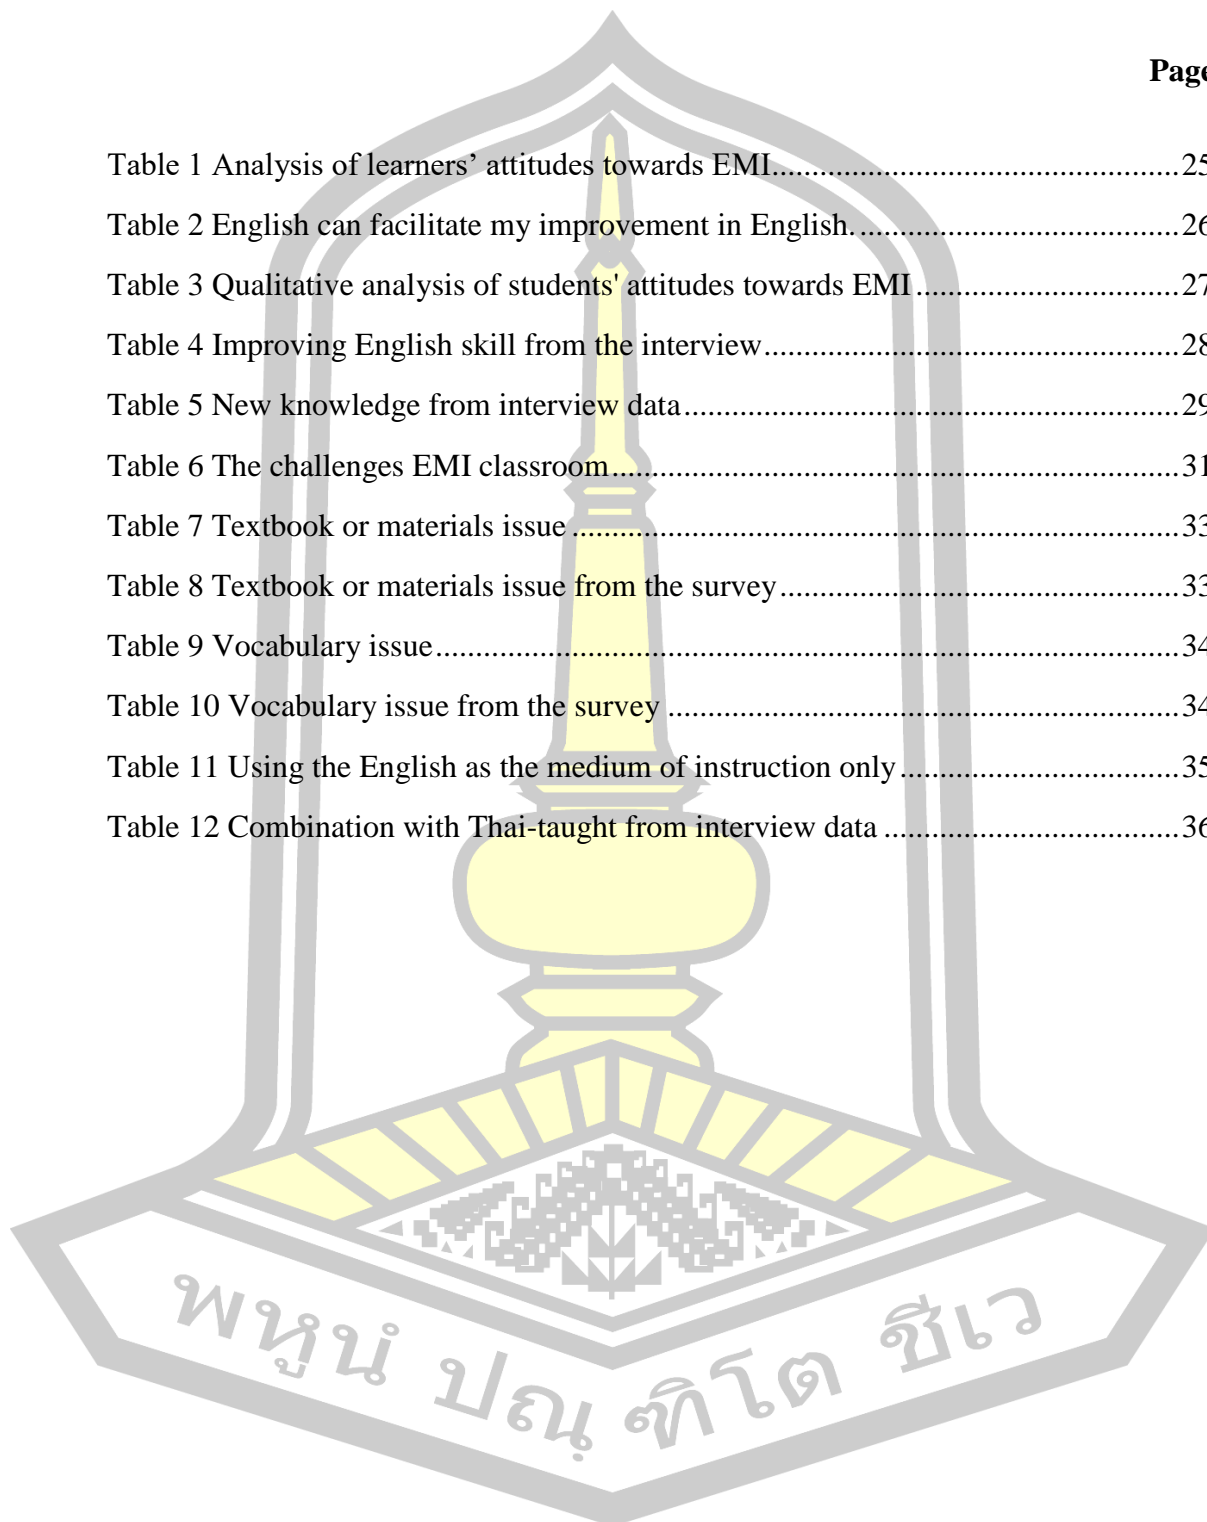 Page
Table 1 Analysis of learners’ attitudes towards EMI................................................25
Table 2 English can facilitate my improvement in English. ......................................26
Table 3 Qualitative analysis of students' attitudes towards EMI ................................27
Table 4 Improving English skill from the interview..................................................28
Table 5 New knowledge from interview data............................................................29
Table 6 The challenges EMI classroom.....................................................................31
Table 7 Textbook or materials issue .........................................................................33
Table 8 Textbook or materials issue from the survey ................................................33
Table 9 Vocabulary issue..........................................................................................34
Table 10 Vocabulary issue from the survey ..............................................................34
Table 11 Using the English as the medium of instruction only ..................................35
Table 12 Combination with Thai-taught from interview data ....................................36
พหูนํ ปณฺฑิโต ชีเว